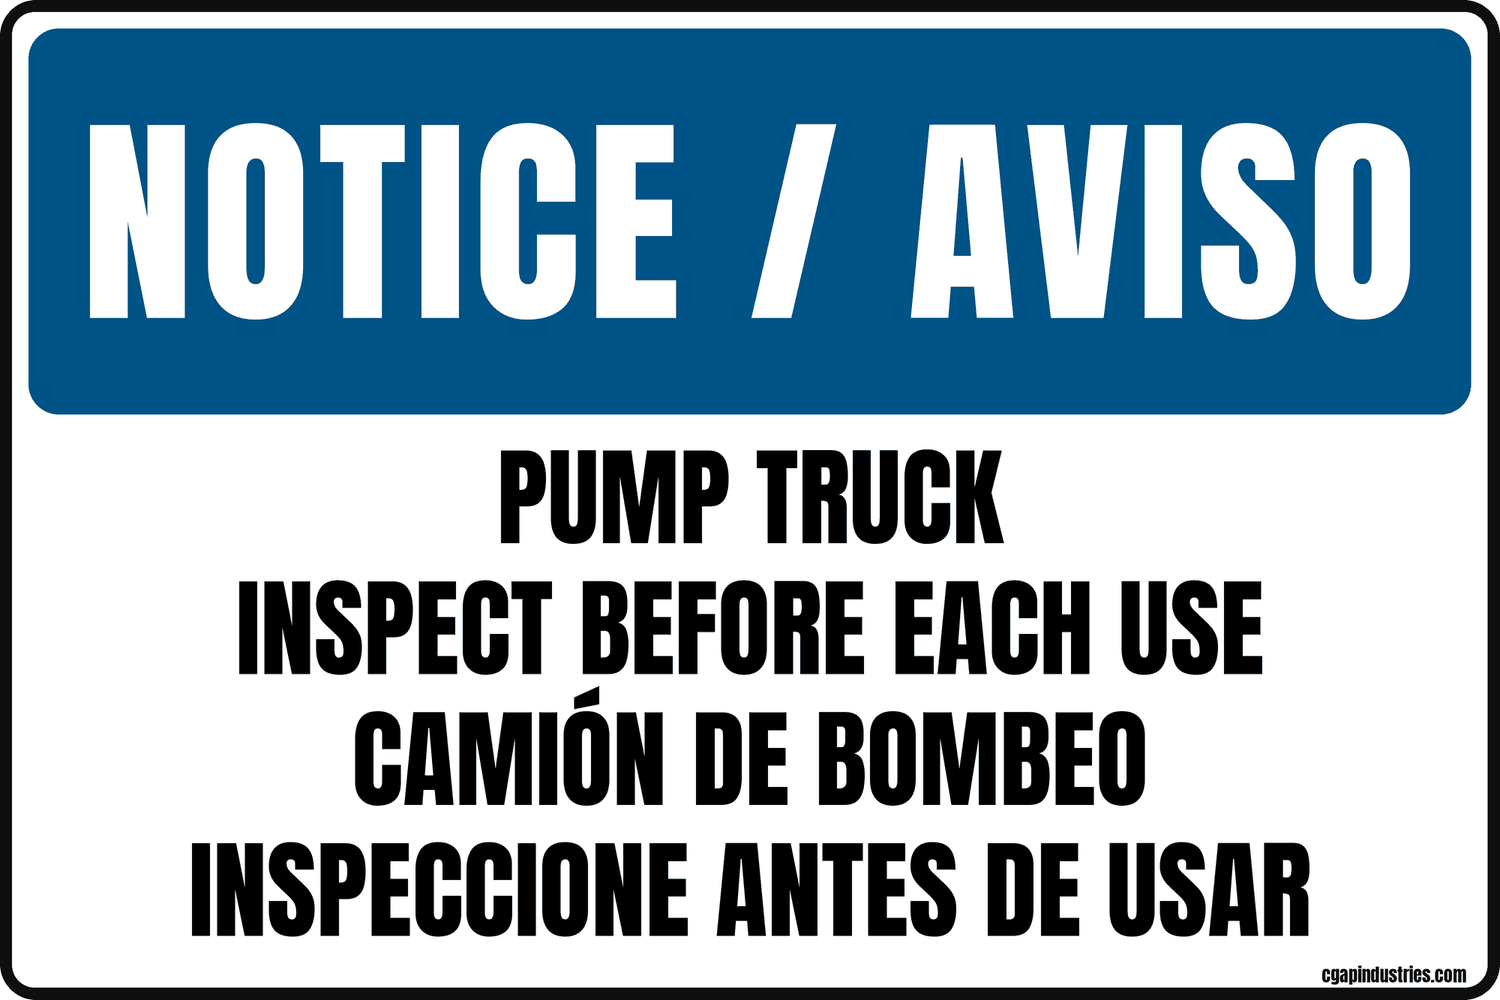 NOTICE / AVISO
PUMP TRUCK
INSPECT BEFORE EACH USE
CAMIÓN DE BOMBEO
INSPECCIONE ANTES DE USAR
cgapindustries.com